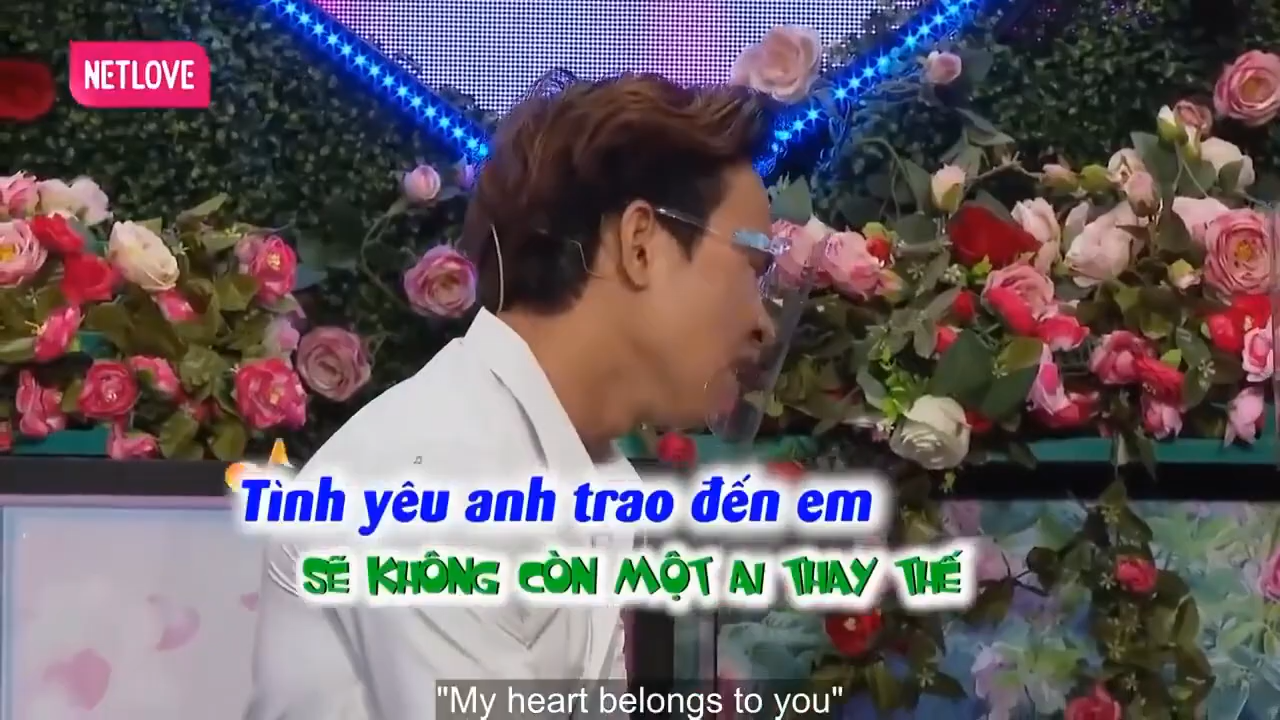 NETLOVE
Tình yêu anh trao đến em
SẼ KHÔNG CÒN MỘT AI THAY THẾ
"My heart belongs to you"